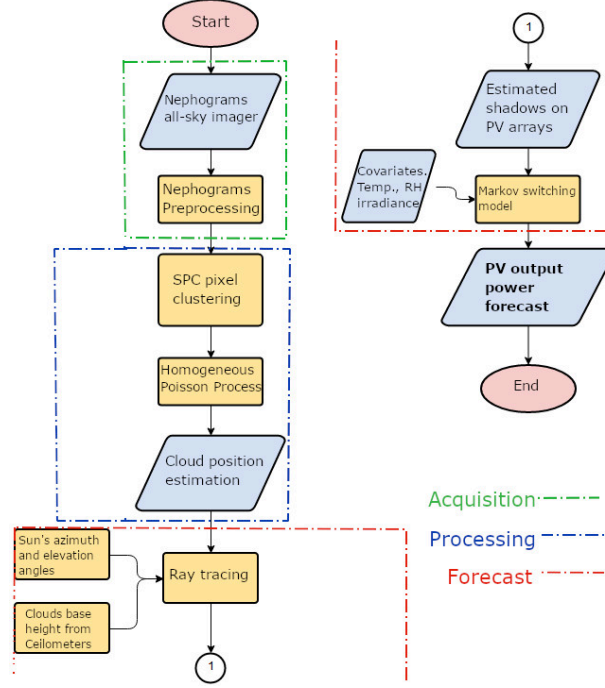 Start
Nephograms
all-sky imager
Nephograms
Preprocessing
SPC pixel
clustering
Homogeneous
Poisson Process
Cloud position
estimation
Sun's azimuth
and elevation
angles
Clouds base
height from
Ceilometers
Ray tracing
1
1
Estimated
shadows on
PV arrays
Covariates.
Temp., RH
irradiance
Markov switching
model
PV output
power
forecast
End
Acquisition
Processing
Forecast